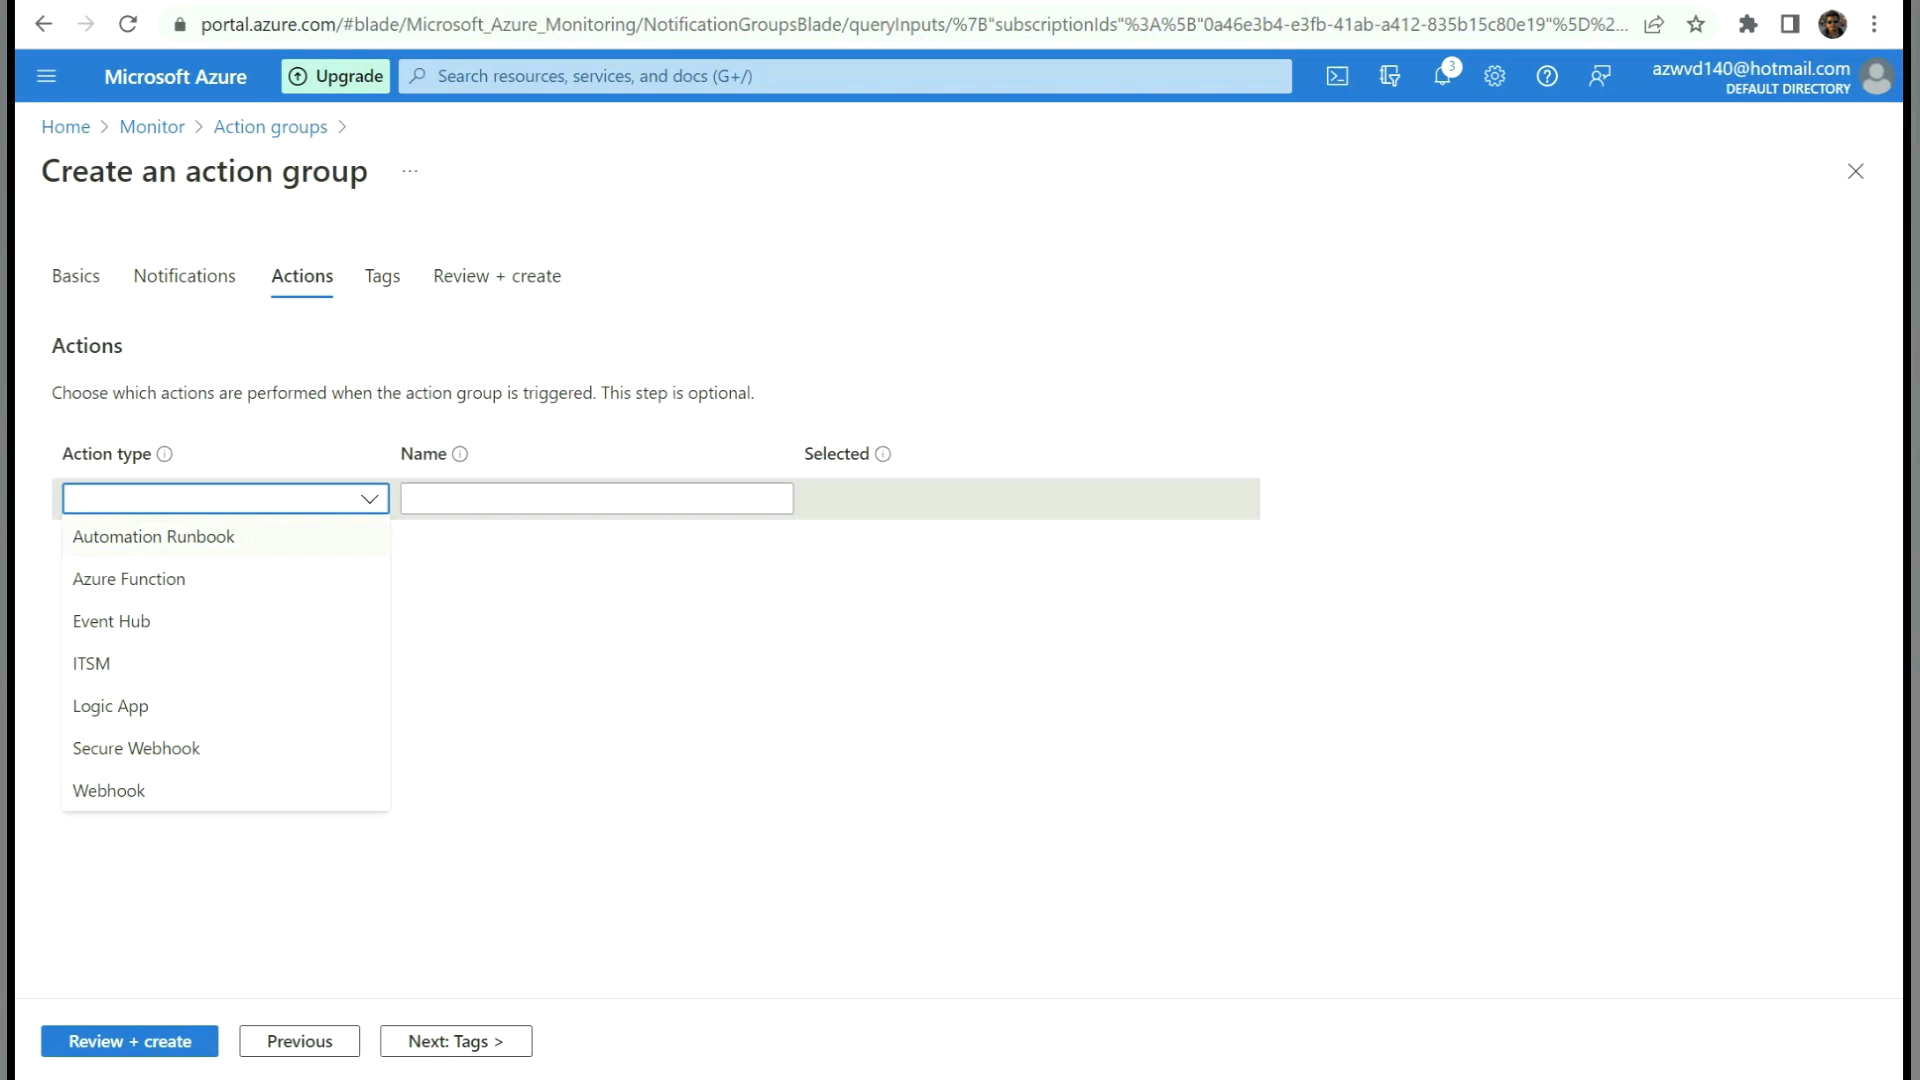 portal.azure.com/#blade/Microsoft_Azure_Monitoring/NotificationGroupsBlade/queryInputs/%7B"subscriptionIds"%3A%5B"0a46e3b4-e3fb-41ab-a412-835b15c80e19"%5D%2...
Microsoft Azure
Upgrade
Search resources, services, and docs (G+/)
3
azwvd140@hotmail.com
DEFAULT DIRECTORY
Home > Monitor > Action groups >
Create an action group ...
Basics Notifications Actions Tags Review + create
Actions
Choose which actions are performed when the action group is triggered. This step is optional.
Action type Name Selected
Automation Runbook
Azure Function
Event Hub
ITSM
Logic App
Secure Webhook
Webhook
Review + create Previous Next: Tags >